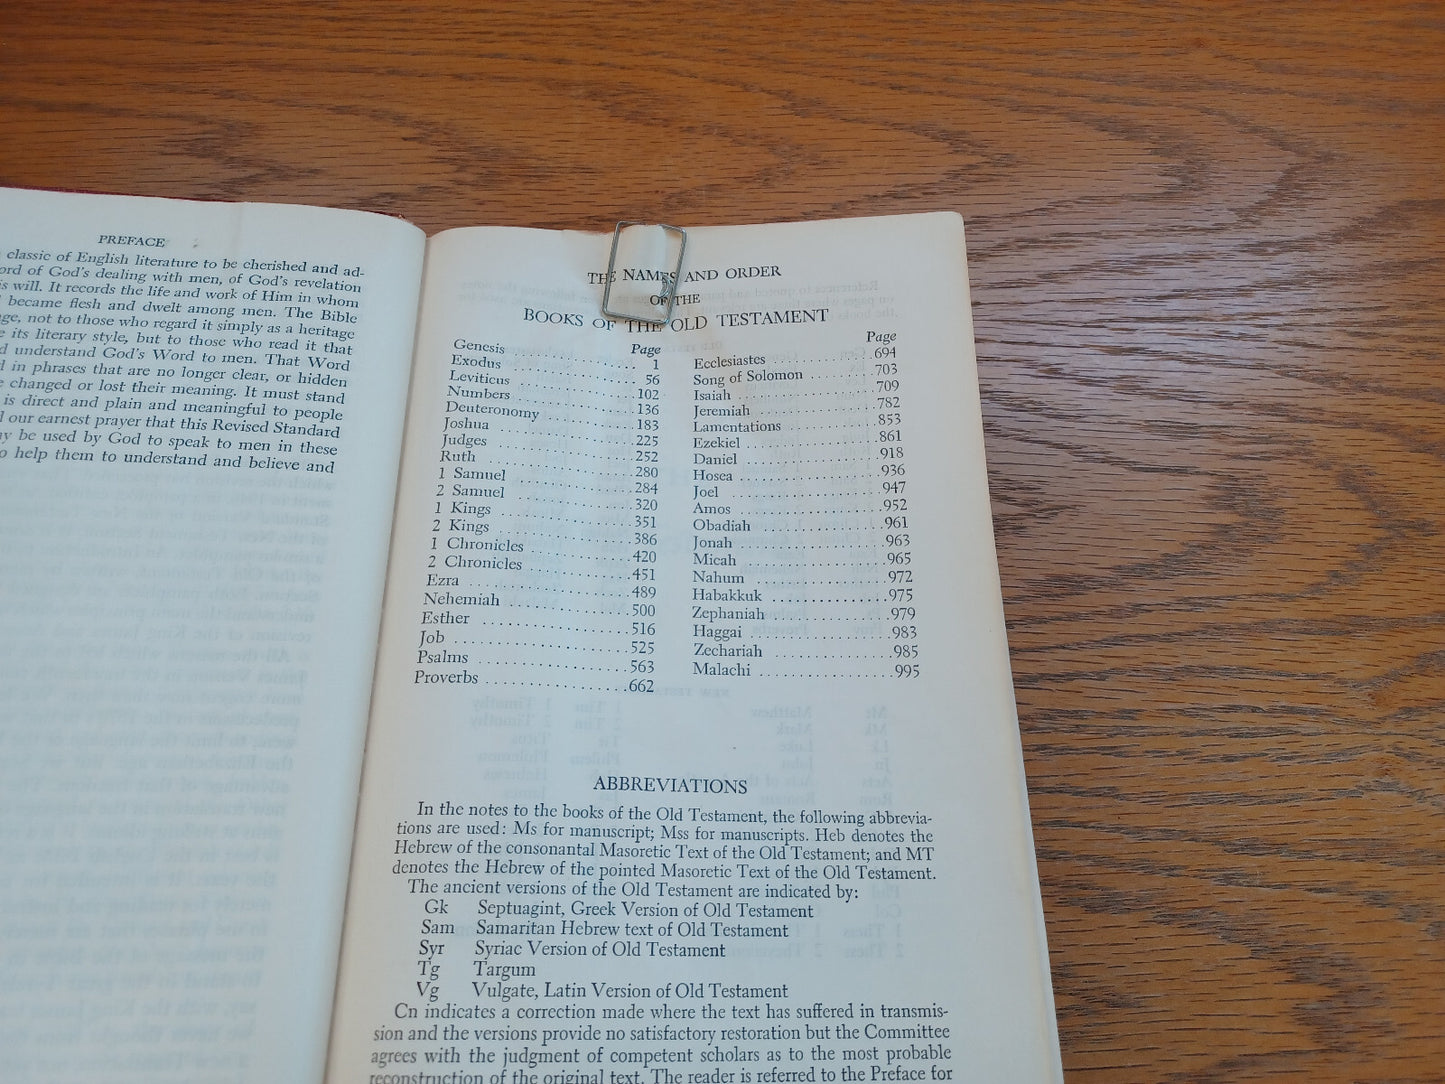 PREFACE
classic of English literature to be cherished and ad-
ord of God's dealing with men, of God's revelation
is will. It records the life and work of Him in whom
became flesh and dwelt among men. The Bible
age, not to those who regard it simply as a heritage
e its literary style, but to those who read it that
d understand God's Word to men. That Word
d in phrases that are no longer clear, or hidden
e changed or lost their meaning. It must stand
is direct and plain and meaningful to people
d our earnest prayer that this Revised Standard
ay be used by God to speak to men in these
o help them to understand and believe and
THE NAMES AND ORDER
OF THE
BOOKS OF THE OLD TESTAMENT
Page
Genesis 1
Exodus 56
Leviticus 102
Numbers 136
Deuteronomy 183
Joshua 225
Judges 252
Ruth 280
1 Samuel 284
2 Samuel 320
1 Kings 351
2 Kings 386
1 Chronicles 420
2 Chronicles 451
Ezra 489
Nehemiah 500
Esther 516
Job 525
Psalms 563
Proverbs 662
Page
Ecclesiastes 694
Song of Solomon 703
Isaiah 709
Jeremiah 782
Lamentations 853
Ezekiel 861
Daniel 918
Hosea 936
Joel 947
Amos 952
Obadiah 961
Jonah 963
Micah 965
Nahum 972
Habakkuk 975
Zephaniah 979
Haggai 983
Zechariah 985
Malachi 995
ABBREVIATIONS
In the notes to the books of the Old Testament, the following abbrevia-
tions are used: Ms for manuscript; Mss for manuscripts. Heb denotes the
Hebrew of the consonantal Masoretic Text of the Old Testament; and MT
denotes the Hebrew of the pointed Masoretic Text of the Old Testament.
The ancient versions of the Old Testament are indicated by:
Gk Septuagint, Greek Version of Old Testament
Sam Samaritan Hebrew text of Old Testament
Syr Syriac Version of Old Testament
Tg Targum
Vg Vulgate, Latin Version of Old Testament
Cn indicates a correction made where the text has suffered in transmis-
sion and the versions provide no satisfactory restoration but the Committee
agrees with the judgment of competent scholars as to the most probable
reconstruction of the original text. The reader is referred to the Preface for